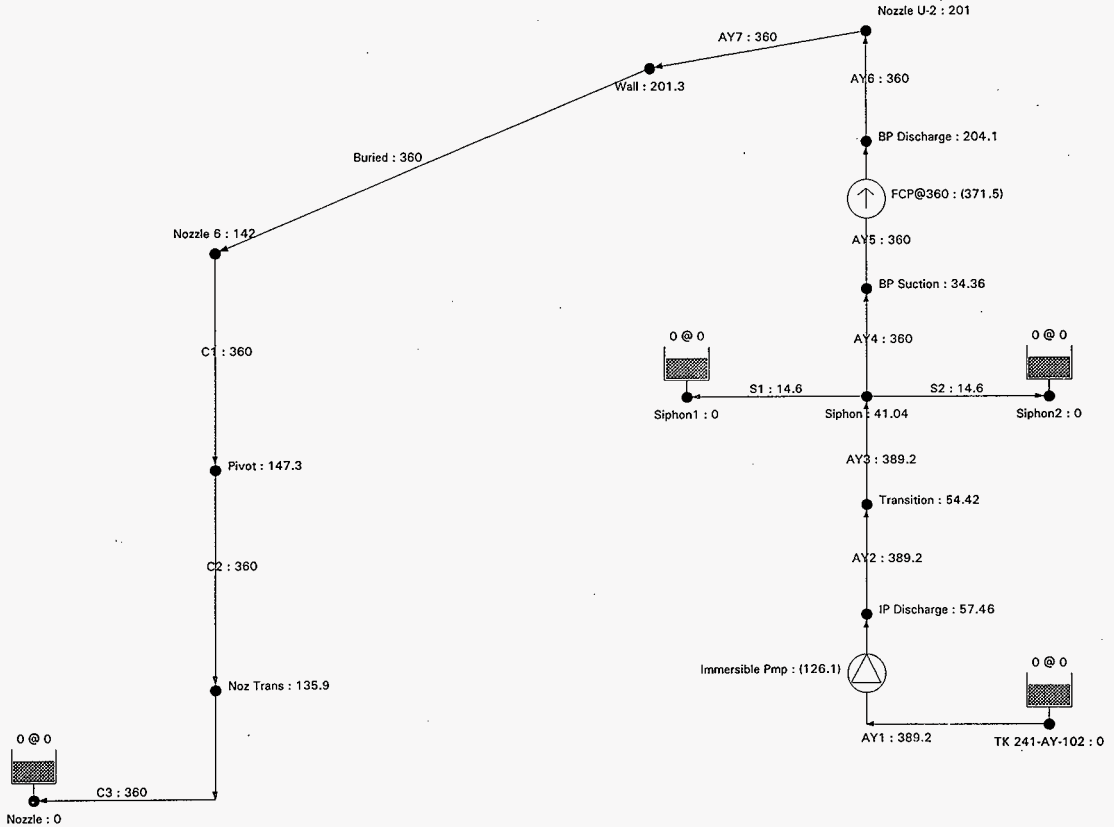 Nozzle U-2 : 201
AY7 : 360
Wall : 201.3
AY6 : 360
BP Discharge : 204.1
Buried : 360
FCP@360 : (371.5)
Nozzle 6 : 142
AY5 : 360
BP Suction : 34.36
0 @ 0
0 @ 0
AY4 : 360
C1 : 360
S1 : 14.6
S2 : 14.6
Siphon1 : 0
Siphon : 41.04
Siphon2 : 0
AY3 : 389.2
Pivot : 147.3
Transition : 54.42
AY2 : 389.2
C2 : 360
IP Discharge : 57.46
0 @ 0
Immersible Pmp : (126.1)
Noz Trans : 135.9
AY1 : 389.2
TK 241-AY-102 : 0
0 @ 0
C3 : 360
Nozzle : 0